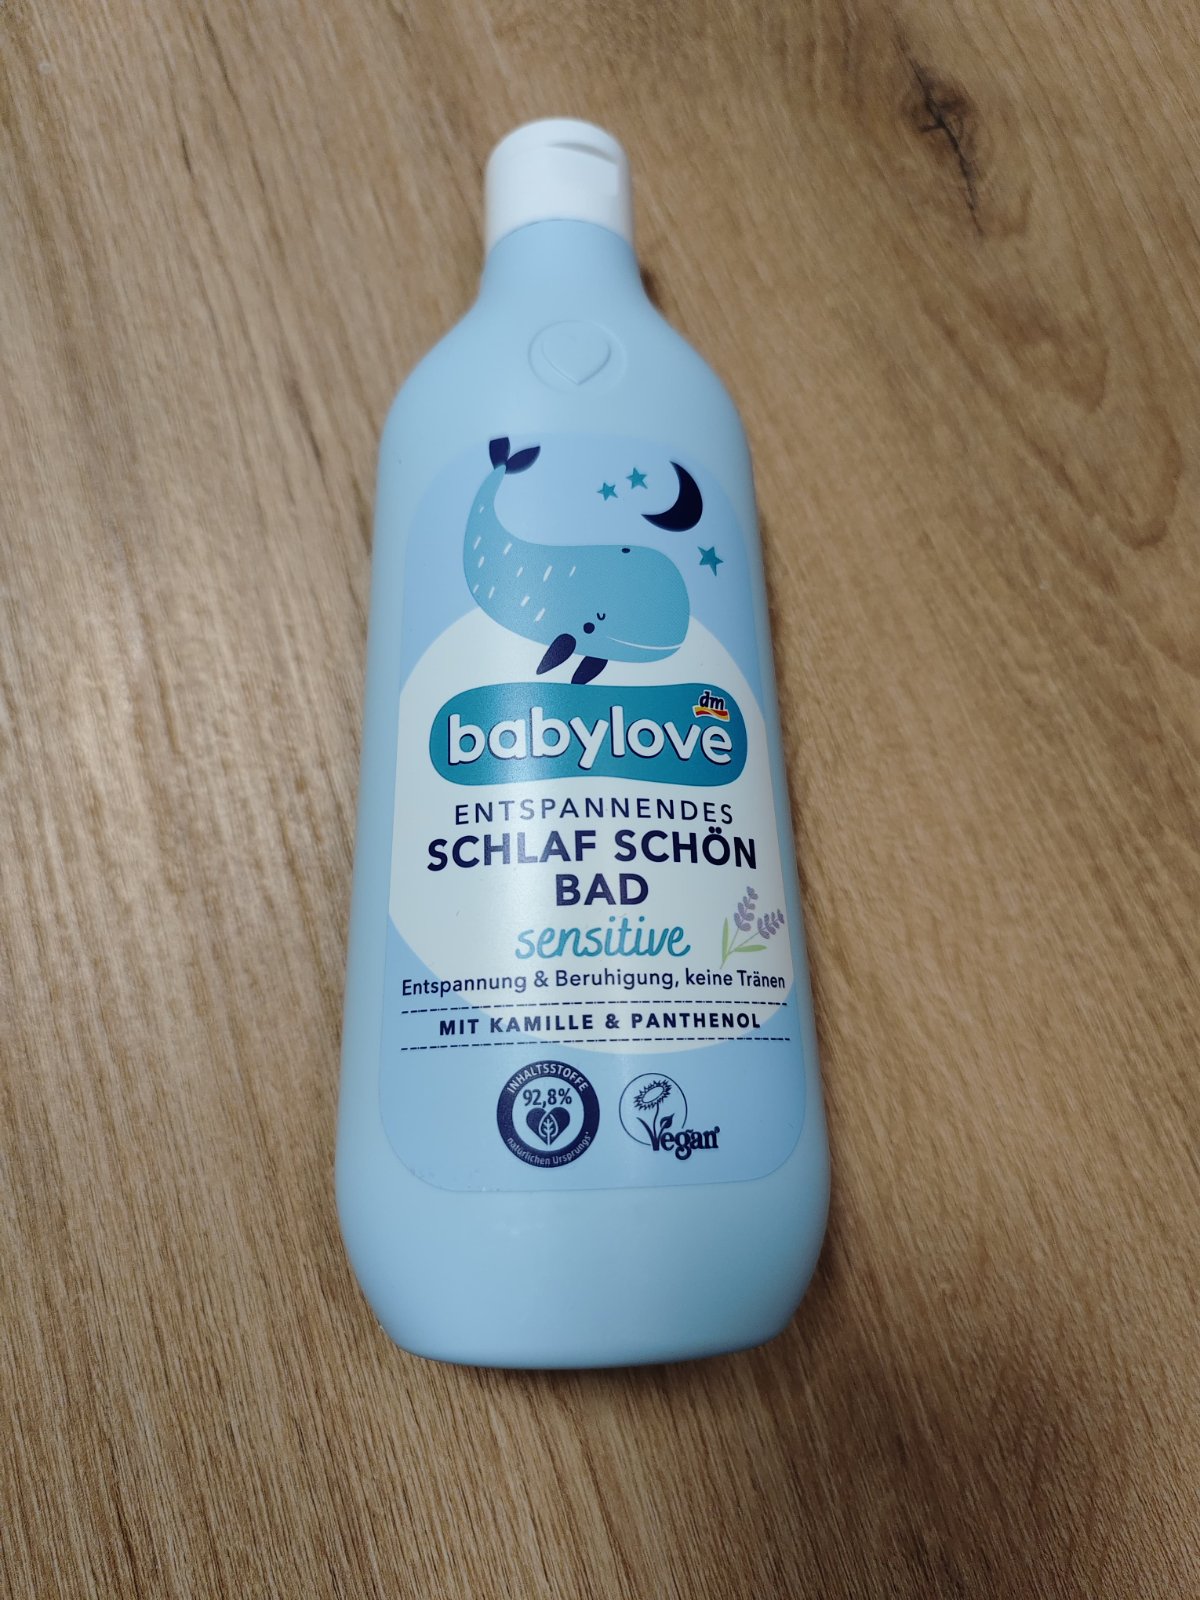 dm
babylove
ENTSPANNENDES
SCHLAF SCHÖN
BAD
sensitive
Entspannung & Beruhigung, keine Tränen
MIT KAMILLE & PANTHENOL
INHALTSSTOFFE
92,8%
natürlichen Ursprungs*
Vegan